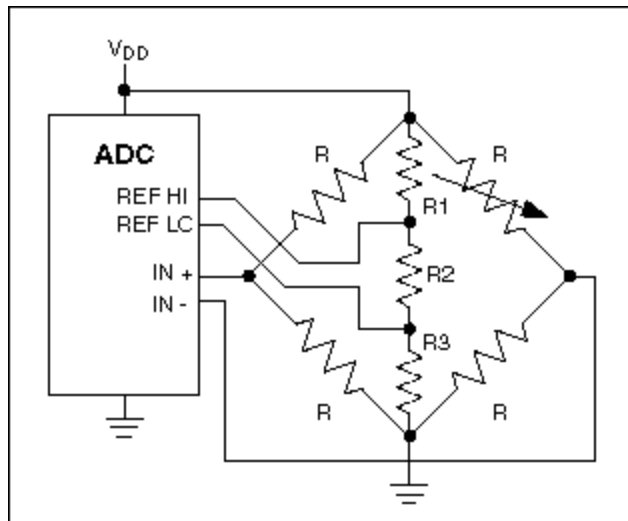 VDD
ADC
REF HI
REF LC
IN +
IN -
R
R
R1
R2
R3
R
R